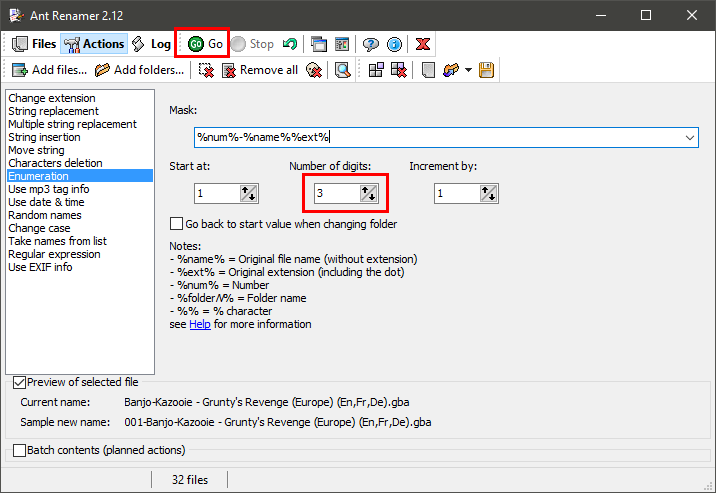 Ant Renamer 2.12
Files Actions Log Go Go Stop
Add files... Add folders... Remove all
Change extension
String replacement
Multiple string replacement
String insertion
Move string
Characters deletion
Enumeration
Use mp3 tag info
Use date & time
Random names
Change case
Take names from list
Regular expression
Use EXIF info
Mask:
%num%-%name%%ext%
Start at: Number of digits: Increment by:
1 3 1
Go back to start value when changing folder
Notes:
- %name% = Original file name (without extension)
- %ext% = Original extension (including the dot)
- %num% = Number
- %folder/\% = Folder name
- %% = % character
see Help for more information
Preview of selected file
Current name: Banjo-Kazooie - Grunty's Revenge (Europe) (En,Fr,De).gba
Sample new name: 001-Banjo-Kazooie - Grunty's Revenge (Europe) (En,Fr,De).gba
Batch contents (planned actions)
32 files